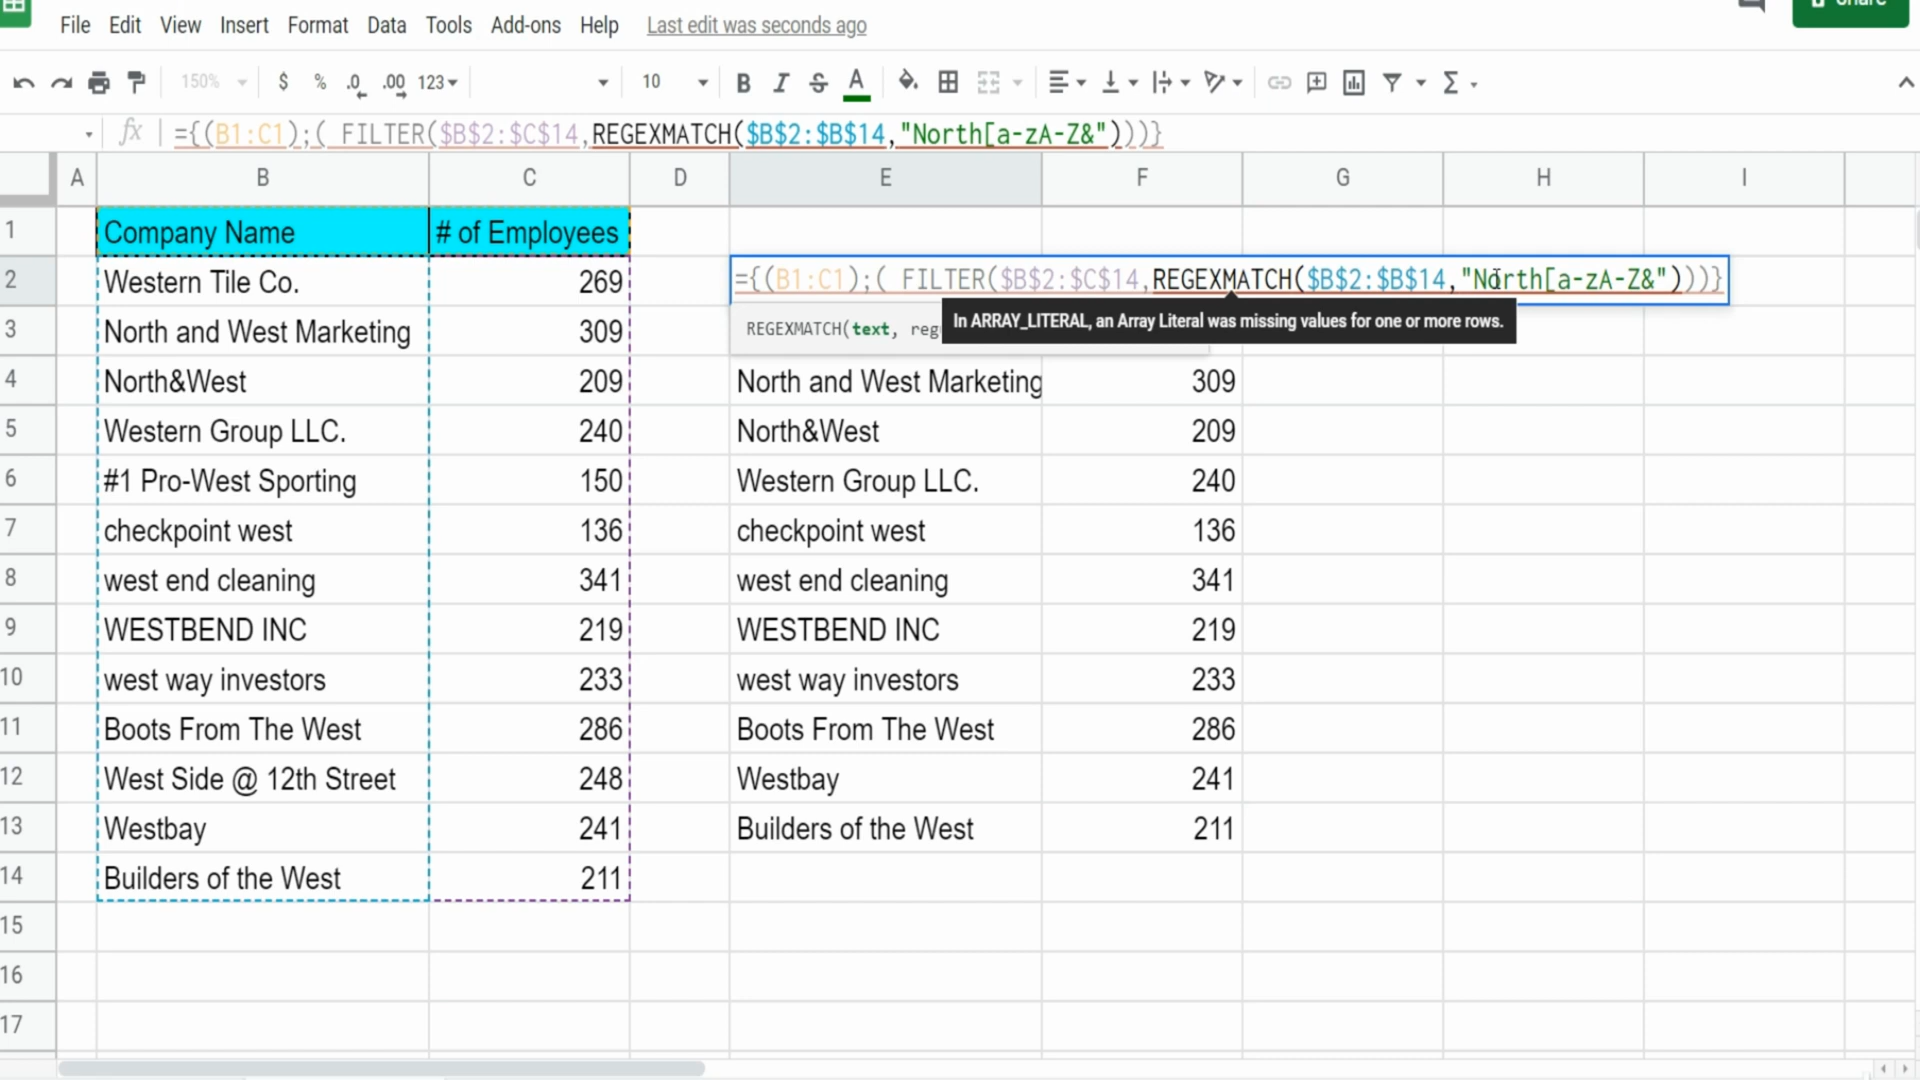 Share
File Edit View Insert Format Data Tools Add-ons Help Last edit was seconds ago
150% $ % .0 .00 123 10 B I S A
fx ={(B1:C1);( FILTER($B$2:$C$14,REGEXMATCH($B$2:$B$14,"North[a-zA-Z&")))}
A B C D E F G H I
1 Company Name # of Employees
2 Western Tile Co. 269 ={(B1:C1);( FILTER($B$2:$C$14,REGEXMATCH($B$2:$B$14,"North[a-zA-Z&")))}
In ARRAY_LITERAL, an Array Literal was missing values for one or more rows.
3 North and West Marketing 309 REGEXMATCH(text, reg
4 North&West 209 North and West Marketing 309
5 Western Group LLC. 240 North&West 209
6 #1 Pro-West Sporting 150 Western Group LLC. 240
7 checkpoint west 136 checkpoint west 136
8 west end cleaning 341 west end cleaning 341
9 WESTBEND INC 219 WESTBEND INC 219
10 west way investors 233 west way investors 233
11 Boots From The West 286 Boots From The West 286
12 West Side @ 12th Street 248 Westbay 241
13 Westbay 241 Builders of the West 211
14 Builders of the West 211
15
16
17